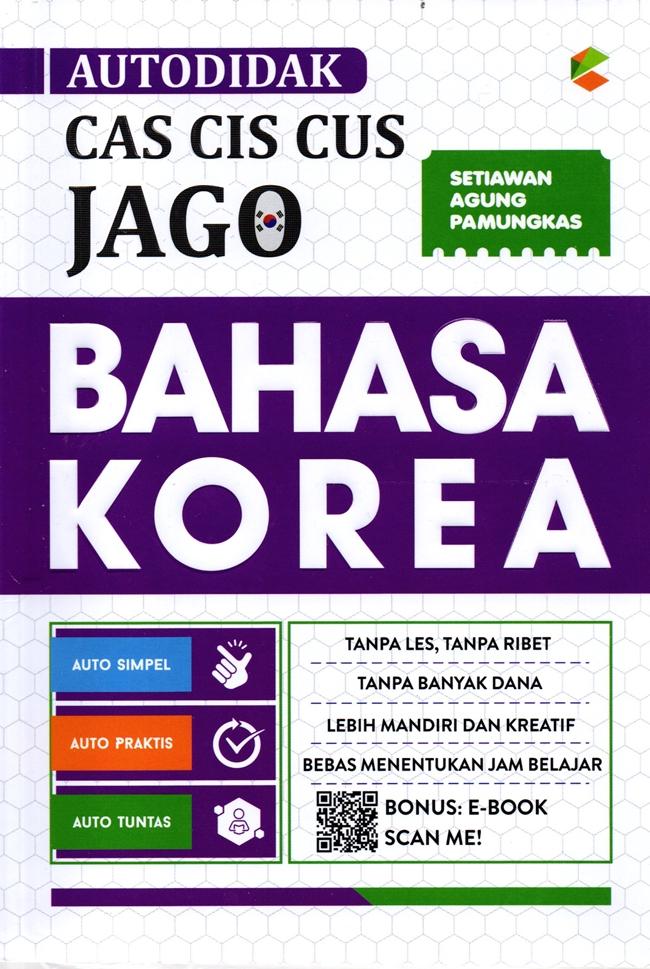 AUTODIDAK
CAS CIS CUS
JAGO
SETIAWAN
AGUNG
PAMUNGKAS
BAHASA
KOREA
AUTO SIMPEL
AUTO PRAKTIS
AUTO TUNTAS
TANPA LES, TANPA RIBET
TANPA BANYAK DANA
LEBIH MANDIRI DAN KREATIF
BEBAS MENENTUKAN JAM BELAJAR
BONUS: E-BOOK
SCAN ME!